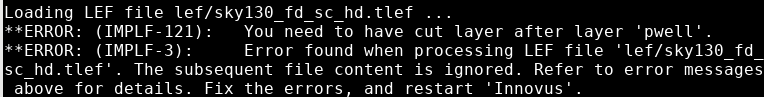 Loading LEF file lef/sky130_fd_sc_hd.tlef ...
**ERROR: (IMPLF-121):   You need to have cut layer after layer 'pwell'.
**ERROR: (IMPLF-3):     Error found when processing LEF file 'lef/sky130_fd_
sc_hd.tlef'. The subsequent file content is ignored. Refer to error messages
 above for details. Fix the errors, and restart 'Innovus'.